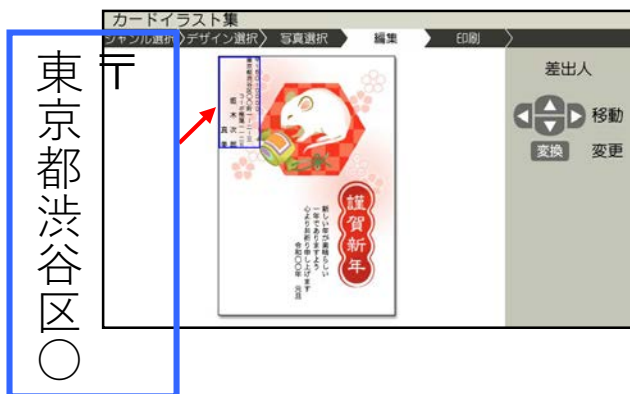 カードイラスト集
ジャンル選択
デザイン選択
写真選択
編集
印刷
差出人
移動
変換
変更
〒
東京都渋谷区〇
謹賀新年
新しい年が素晴らしい
一年でありますよう
心よりお祈り申し上げます
令和〇〇年 元旦